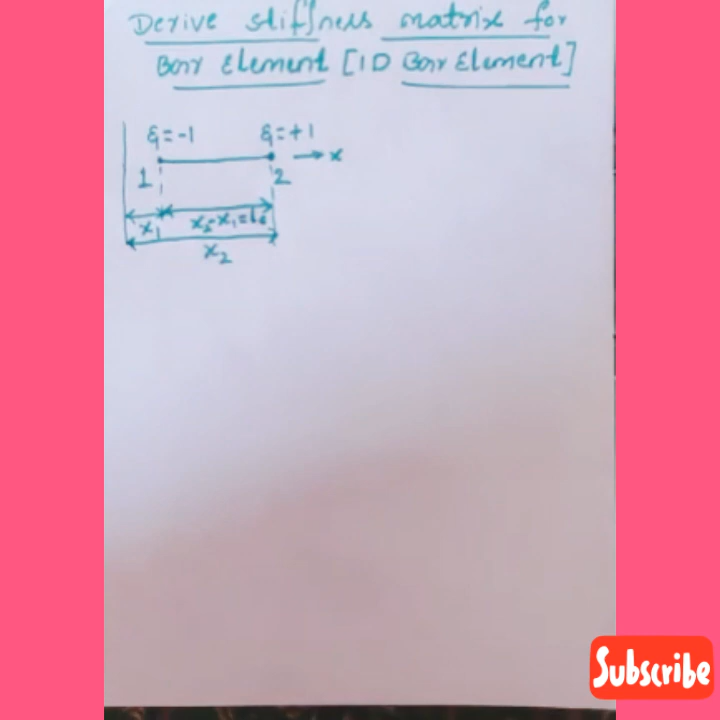 Derive stiffness matrix for
Bar Element [1D Bar Element]
ξ=-1 ξ=+1
→ x
1 2
x₁ x₂-x₁=le
x₂
Subscribe